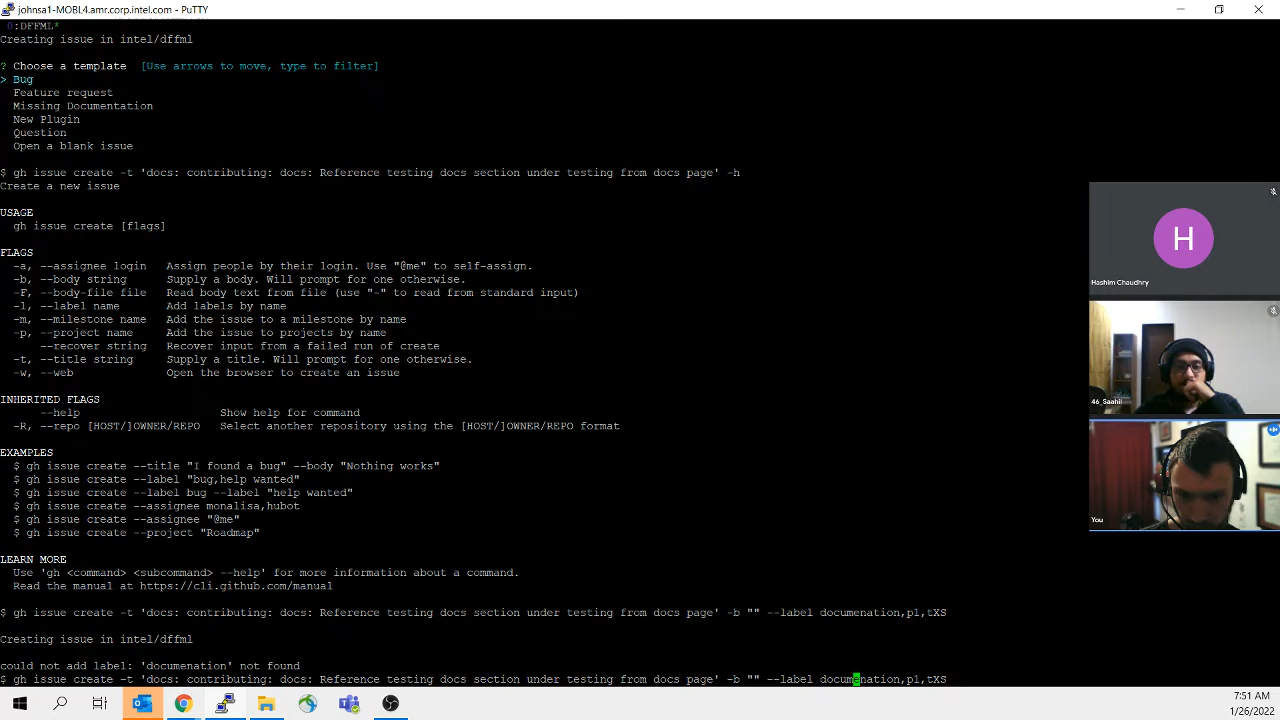 johnsa1-MOBL4.amr.corp.intel.com - PuTTY
0:DFFML*
Creating issue in intel/dffml
? Choose a template  [Use arrows to move, type to filter]
> Bug
Feature request
Missing Documentation
New Plugin
Question
Open a blank issue
$ gh issue create -t 'docs: contributing: docs: Reference testing docs section under testing from docs page' -h
Create a new issue
USAGE
gh issue create [flags]
FLAGS
-a, --assignee login   Assign people by their login. Use "@me" to self-assign.
-b, --body string      Supply a body. Will prompt for one otherwise.
-F, --body-file file   Read body text from file (use "-" to read from standard input)
-l, --label name       Add labels by name
-m, --milestone name   Add the issue to a milestone by name
-p, --project name     Add the issue to projects by name
--recover string   Recover input from a failed run of create
-t, --title string     Supply a title. Will prompt for one otherwise.
-w, --web              Open the browser to create an issue
INHERITED FLAGS
--help                     Show help for command
-R, --repo [HOST/]OWNER/REPO   Select another repository using the [HOST/]OWNER/REPO format
EXAMPLES
$ gh issue create --title "I found a bug" --body "Nothing works"
$ gh issue create --label "bug,help wanted"
$ gh issue create --label bug --label "help wanted"
$ gh issue create --assignee monalisa,hubot
$ gh issue create --assignee "@me"
$ gh issue create --project "Roadmap"
LEARN MORE
Use 'gh <command> <subcommand> --help' for more information about a command.
Read the manual at https://cli.github.com/manual
$ gh issue create -t 'docs: contributing: docs: Reference testing docs section under testing from docs page' -b "" --label documenation,p1,tXS
Creating issue in intel/dffml
could not add label: 'documenation' not found
$ gh issue create -t 'docs: contributing: docs: Reference testing docs section under testing from docs page' -b "" --label documenation,p1,tXS
H
Hashim Chaudhry
46_Saahil
You
7:51 AM
1/26/2022